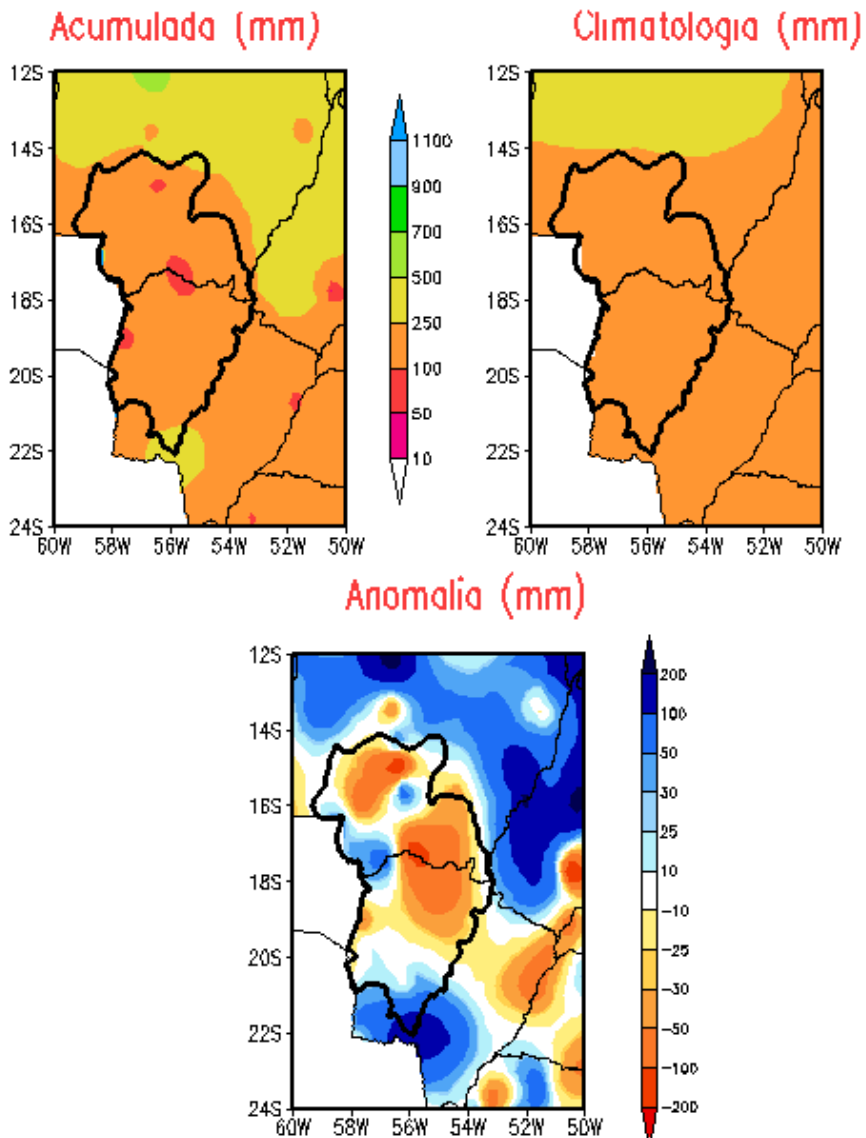 Acumulada (mm)
Climatologia (mm)
12S
14S
16S
18S
20S
22S
24S
60W 58W 56W 54W 52W 50W
1100
900
700
500
250
100
50
10
12S
14S
16S
18S
20S
22S
24S
60W 58W 56W 54W 52W 50W
Anomalia (mm)
12S
14S
16S
18S
20S
22S
24S
60W 58W 56W 54W 52W 50W
200
100
50
30
25
10
-10
-25
-30
-50
-100
-200